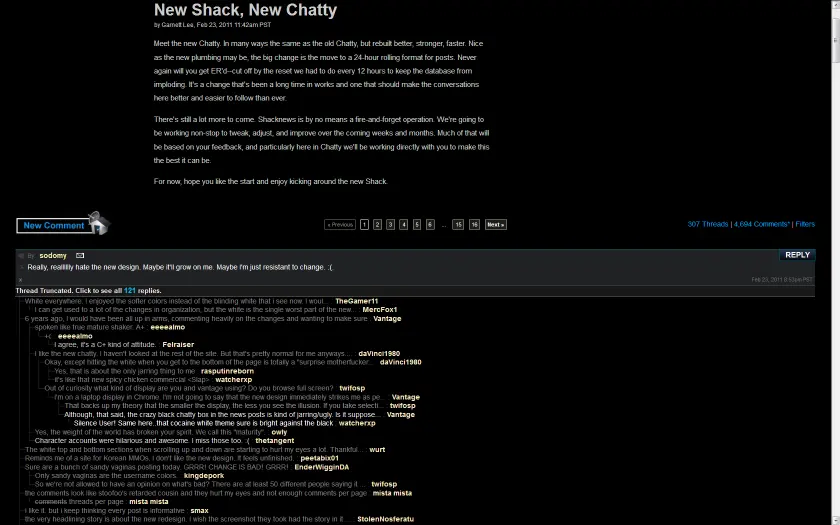 New Shack, New Chatty
by Garnett Lee, Feb 23, 2011 11:42am PST
Meet the new Chatty. In many ways the same as the old Chatty, but rebuilt better, stronger, faster. Nice
as the new plumbing may be, the big change is the move to a 24-hour rolling format for posts. Never
again will you get ER'd--cut off by the reset we had to do every 12 hours to keep the database from
imploding. It's a change that's been a long time in works and one that should make the conversations
here better and easier to follow than ever.
There's still a lot more to come. Shacknews is by no means a fire-and-forget operation. We're going to
be working non-stop to tweak, adjust, and improve over the coming weeks and months. Much of that will
be based on your feedback, and particularly here in Chatty we'll be working directly with you to make this
the best it can be.
For now, hope you like the start and enjoy kicking around the new Shack.
New Comment « Previous 1 2 3 4 5 6 ... 15 16 Next » 307 Threads | 4,694 Comments* | Filters
by sodomy REPLY
Really, reallllly hate the new design. Maybe it'll grow on me. Maybe I'm just resistant to change. :(
Feb 23, 2011 8:53pm PST
Thread Truncated. Click to see all 121 replies.
White everywhere. I enjoyed the softer colors instead of the blinding white that I see now. I woul... TheGamer11
I can get used to a lot of the changes in organization, but the white is the single worst part of the new... MercFox1
6 years ago, I would have been all up in arms, commenting heavily on the changes and wanting to make sure Vantage
spoken like true mature shaker. A+ eeeealmo
+c eeeealmo
I agree, it's a C+ kind of attitude. Felraiser
I like the new chatty. I haven't looked at the rest of the site. But that's pretty normal for me anyways.... daVinci1980
Okay, except hitting the white when you get to the bottom of the page is totally a "surprise motherfucker... daVinci1980
Yes, that is about the only jarring thing to me rasputinreborn
it's like that new spicy chicken commercial <Slap> watcherxp
Out of curiosity what kind of display are you and vantage using? Do you browse full screen? twifosp
I'm on a laptop display in Chrome. I'm not saying that the new design immediately strikes me as pe... Vantage
That backs up my theory that the smaller the display, the less you see the illusion. If you take selecti... twifosp
Although, that said, the crazy black chatty box in the news posts is kind of jarring/ugly. Is it suppose... Vantage
Silence User! Same here, that cocaine white theme sure is bright against the black watcherxp
Yes, the weight of the world has broken your spirit. We call this "maturity". owly
Character accounts were hilarious and awesome. I miss those too. :( thetangent
The white top and bottom sections when scrolling up and down are starting to hurt my eyes a lot. Thankful... wurt
Reminds me of a site for Korean MMOs, I don't like the new design. It feels unfinished. peetabix01
Sure are a bunch of sandy vaginas posting today. GRRR! CHANGE IS BAD! GRRR! EnderWigginDA
Only sandy vaginas are the username colors. kingdepork
So we're not allowed to have an opinion on what's bad? There are at least 50 different people saying it ... twifosp
the comments look like stoofoo's retarded cousin and they hurt my eyes and not enough comments per page mista mista
comments threads per page mista mista
i like it. but i keep thinking every post is informative smax
the very headlining story is about the new redesign. i wish the screenshot they took had the story in it... StolenNosferatu